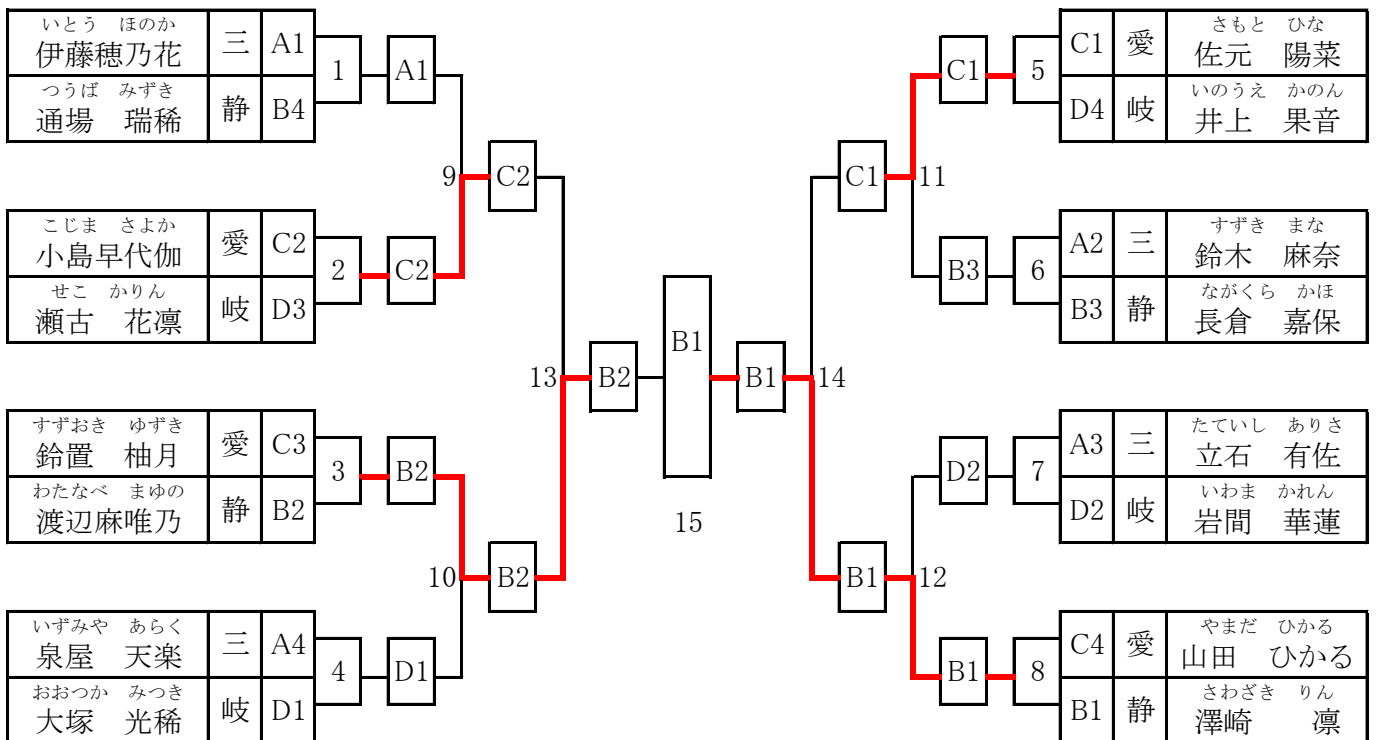 いとう　ほのか
伊藤穂乃花 三 A1
つうば　みずき
通場　瑞稀 静 B4
1
A1
こじま　さよか
小島早代伽 愛 C2
せこ　かりん
瀬古　花凛 岐 D3
2
C2
9
C2
すずおき　ゆずき
鈴置　柚月 愛 C3
わたなべ　まゆの
渡辺麻唯乃 静 B2
3
B2
いずみや　あらく
泉屋　天楽 三 A4
おおつか　みつき
大塚　光稀 岐 D1
4
D1
10
B2
13
B2
B1
15
B1
14
C1
11
C1
5
さもと　ひな
C1 愛 佐元　陽菜
いのうえ　かのん
D4 岐 井上　果音
B3
6
すずき　まな
A2 三 鈴木　麻奈
ながくら　かほ
B3 静 長倉　嘉保
B1
12
D2
7
たていし　ありさ
A3 三 立石　有佐
いわま　かれん
D2 岐 岩間　華蓮
B1
8
やまだ　ひかる
C4 愛 山田　ひかる
さわざき　りん
B1 静 澤崎　凛